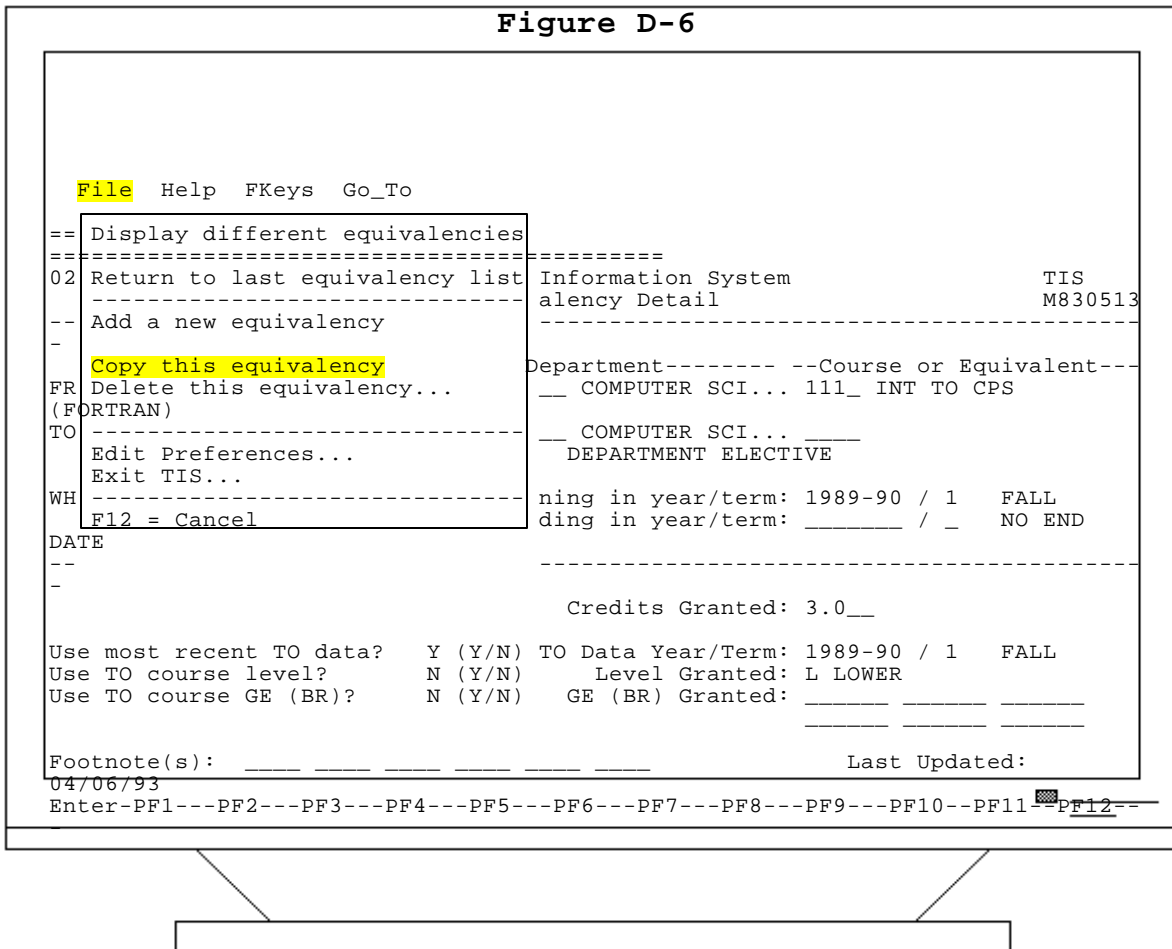 Figure D-6
File Help FKeys Go_To
== Display different equivalencies
============================================
02 Return to last equivalency list Information System TIS
------------------------------- alency Detail M830513
-- Add a new equivalency -------------------------------------------
-
Copy this equivalency Department-------- --Course or Equivalent---
FR Delete this equivalency... __ COMPUTER SCI... 111_ INT TO CPS
(FORTRAN)
TO ------------------------------- __ COMPUTER SCI... ____
Edit Preferences... DEPARTMENT ELECTIVE
Exit TIS...
WH ------------------------------- ning in year/term: 1989-90 / 1 FALL
F12 = Cancel ding in year/term: _______ / _ NO END
DATE
-- -------------------------------------------
-
Credits Granted: 3.0__
Use most recent TO data? Y (Y/N) TO Data Year/Term: 1989-90 / 1 FALL
Use TO course level? N (Y/N) Level Granted: L LOWER
Use TO course GE (BR)? N (Y/N) GE (BR) Granted: ______ ______ ______
______ ______ ______
Footnote(s): ____ ____ ____ ____ ____ ____ Last Updated:
04/06/93
Enter-PF1---PF2---PF3---PF4---PF5---PF6---PF7---PF8---PF9---PF10--PF11--PF12--
-